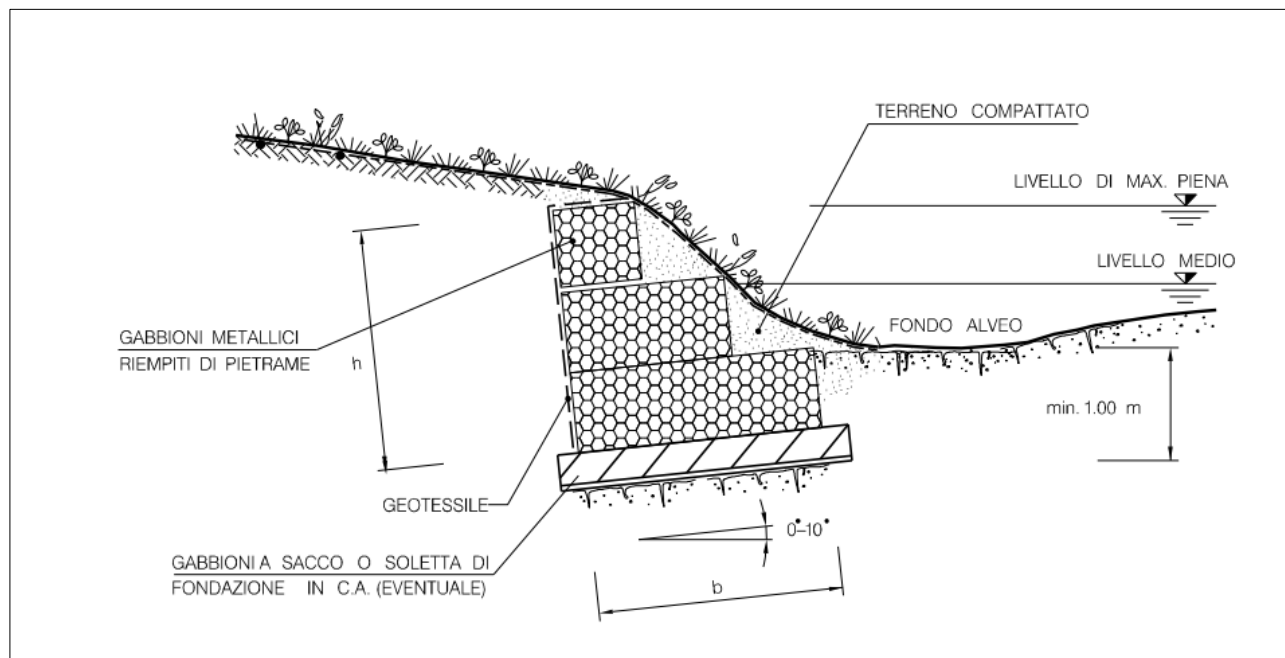 TERRENO COMPATTATO
LIVELLO DI MAX. PIENA
LIVELLO MEDIO
FONDO ALVEO
GABBIONI METALLICI
RIEMPITI DI PIETRAME
h
min. 1.00 m
GEOTESSILE
0°-10°
GABBIONI A SACCO O SOLETTA DI
FONDAZIONE IN C.A. (EVENTUALE)
b